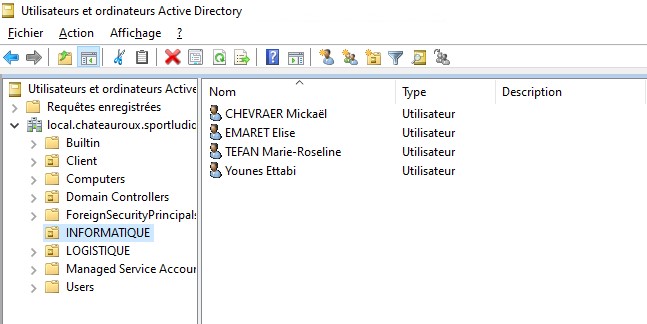 Utilisateurs et ordinateurs Active Directory
Fichier Action Affichage ?
Utilisateurs et ordinateurs Active
Requêtes enregistrées
local.chateauroux.sportludic
Builtin
Client
Computers
Domain Controllers
ForeignSecurityPrincipals
INFORMATIQUE
LOGISTIQUE
Managed Service Accour
Users
Nom Type Description
CHEVRAER Mickaël Utilisateur
EMARET Elise Utilisateur
TEFAN Marie-Roseline Utilisateur
Younes Ettabi Utilisateur